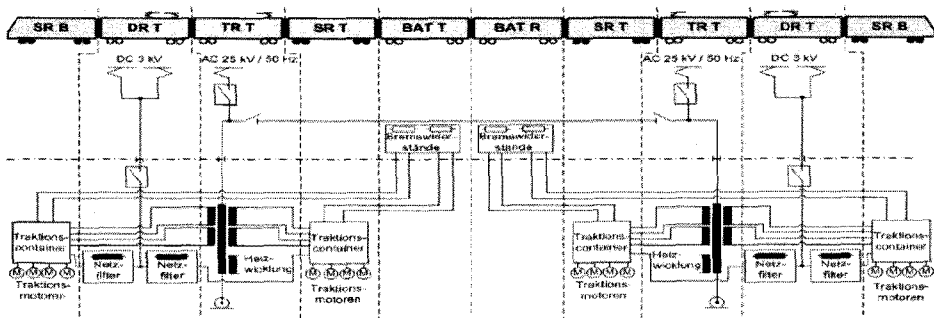 SR B
DR T
TR T
SR T
BAT T
BAT R
SR T
TR T
DR T
SR B
DC 3 kV
AC 25 kV / 50 Hz
AC 25 kV / 50 Hz
DC 3 kV
Bremswider-
stände
Bremswider-
stände
Traktions-
container
Traktions-
container
Traktions-
container
Traktions-
container
Netz-
filter
Netz-
filter
Heiz-
wicklung
Heiz-
wicklung
Netz-
filter
Netz-
filter
M M M M
M M M M
M M M M
M M M M
Traktions-
motoren
Traktions-
motoren
Traktions-
motoren
Traktions-
motoren